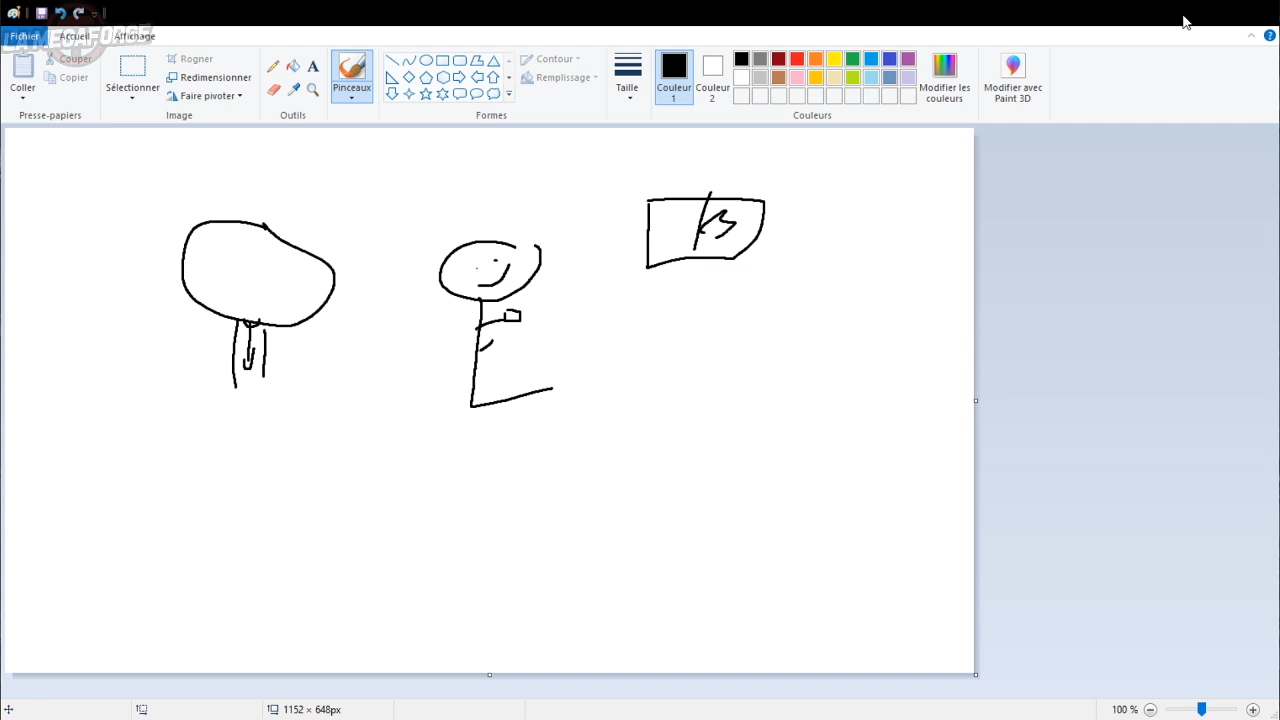 LAMEGAFORGE
Fichier Accueil Affichage
Coller
Couper
Copier
Presse-papiers
Sélectionner
Rogner
Redimensionner
Faire pivoter
Image
A
Outils
Pinceaux
Contour
Remplissage
Formes
Taille
Couleur 1
Couleur 2
Modifier les couleurs
Couleurs
Modifier avec Paint 3D
1152 × 648px
100 %